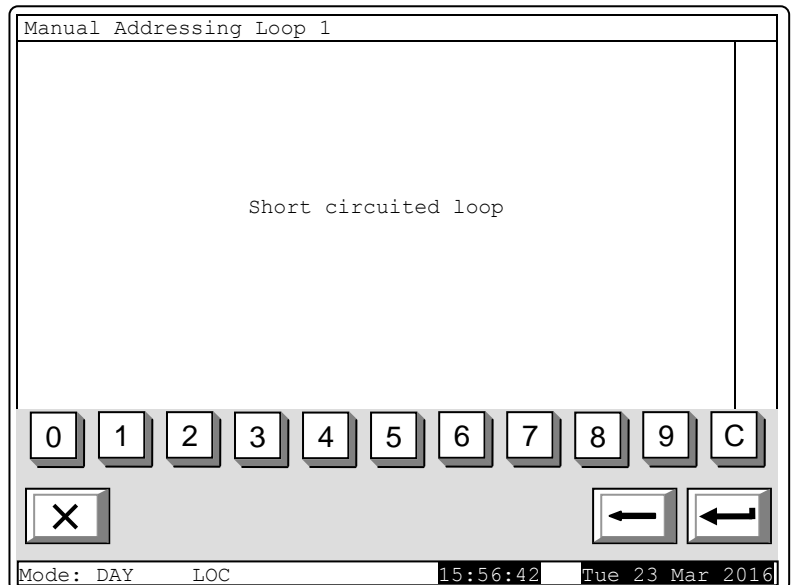 Manual Addressing Loop 1
Short circuited loop
0 1 2 3 4 5 6 7 8 9 C
Mode: DAY LOC 15:56:42 Tue 23 Mar 2016